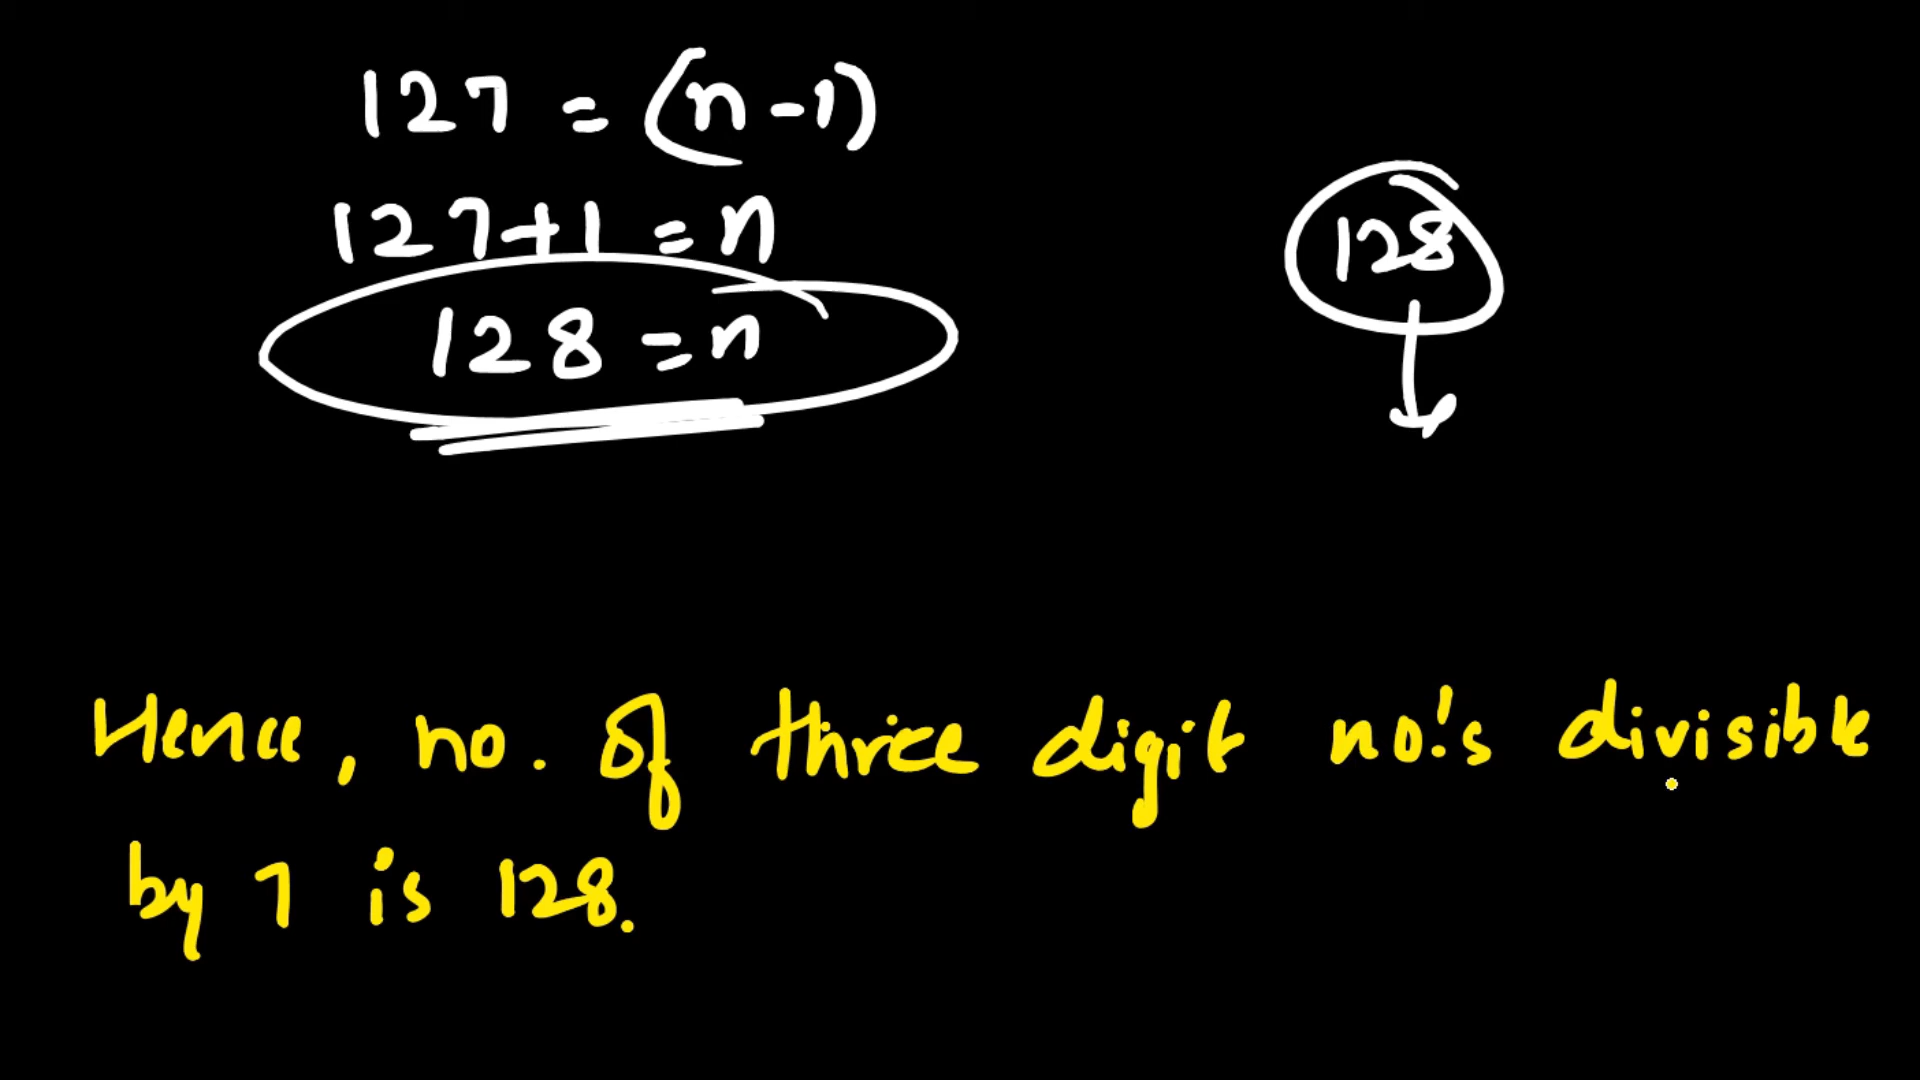 127 = (n-1)
127+1 = n
128 = n
128
Hence, no. of three digit no!s divisible
by 7 is 128.